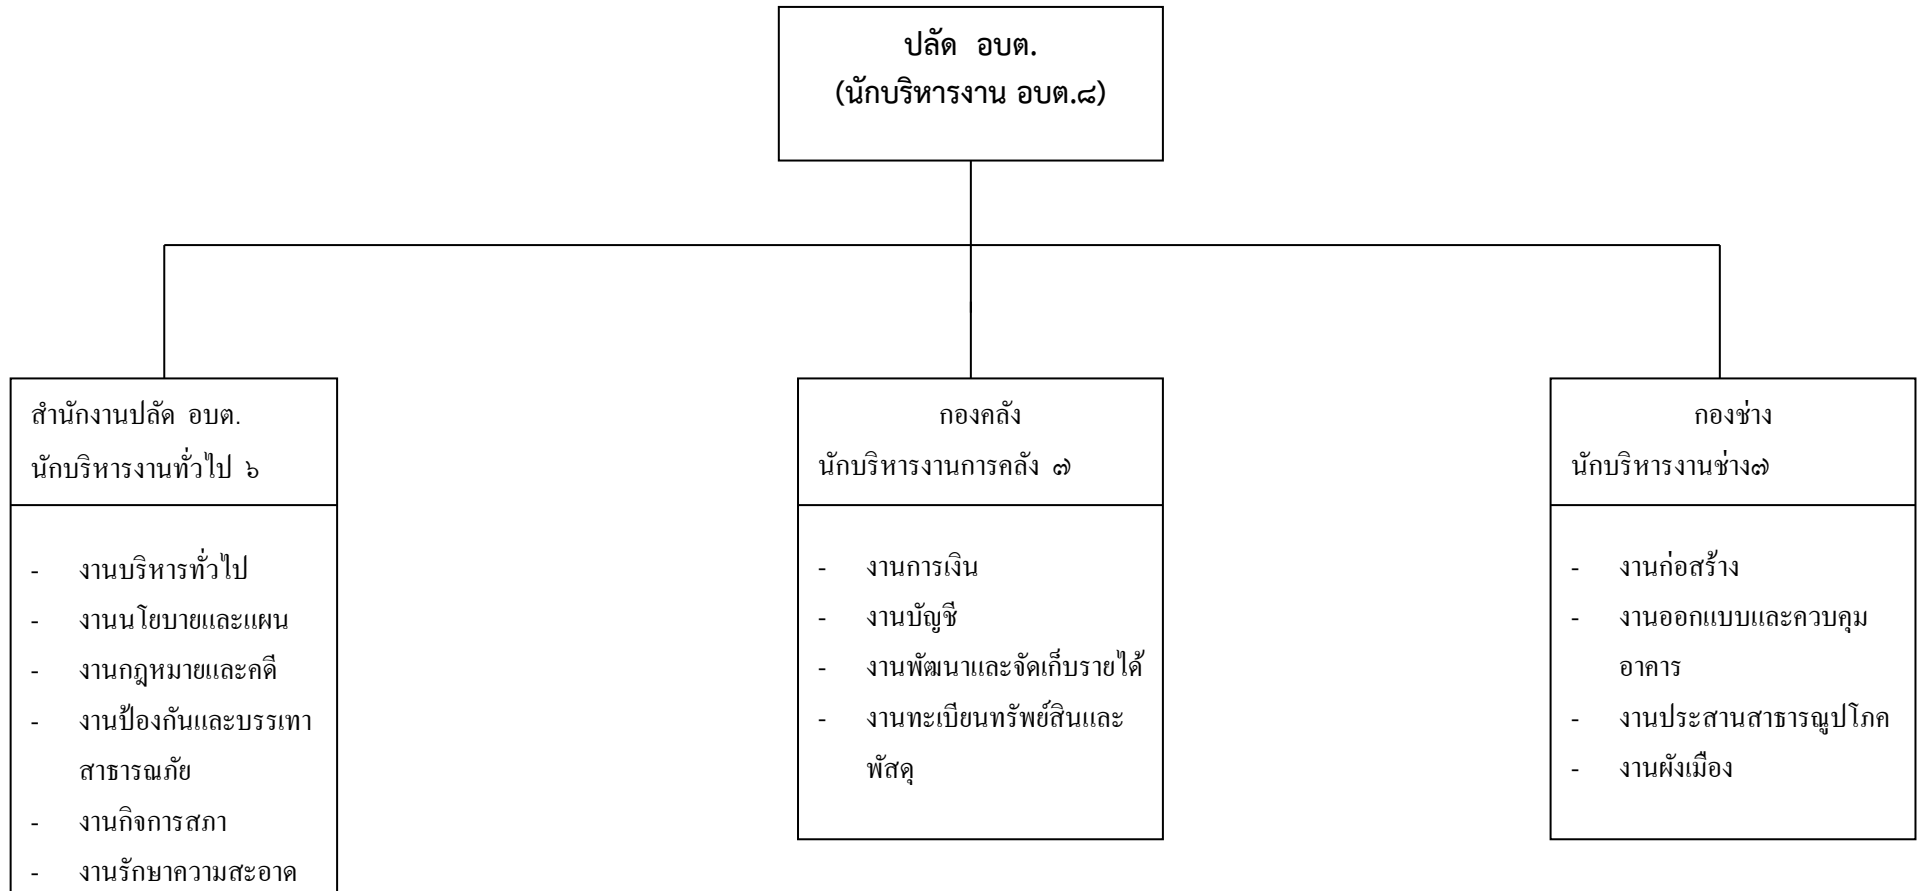 ปลัด อบต.
(นักบริหารงาน อบต.๘)
สำนักงานปลัด อบต.
นักบริหารงานทั่วไป ๖
- งานบริหารทั่วไป
- งานนโยบายและแผน
- งานกฎหมายและคดี
- งานป้องกันและบรรเทา
สาธารณภัย
- งานกิจการสภา
- งานรักษาความสะอาด
กองคลัง
นักบริหารงานการคลัง ๗
- งานการเงิน
- งานบัญชี
- งานพัฒนาและจัดเก็บรายได้
- งานทะเบียนทรัพย์สินและ
พัสดุ
กองช่าง
นักบริหารงานช่าง๗
- งานก่อสร้าง
- งานออกแบบและควบคุม
อาคาร
- งานประสานสาธารณูปโภค
- งานผังเมือง